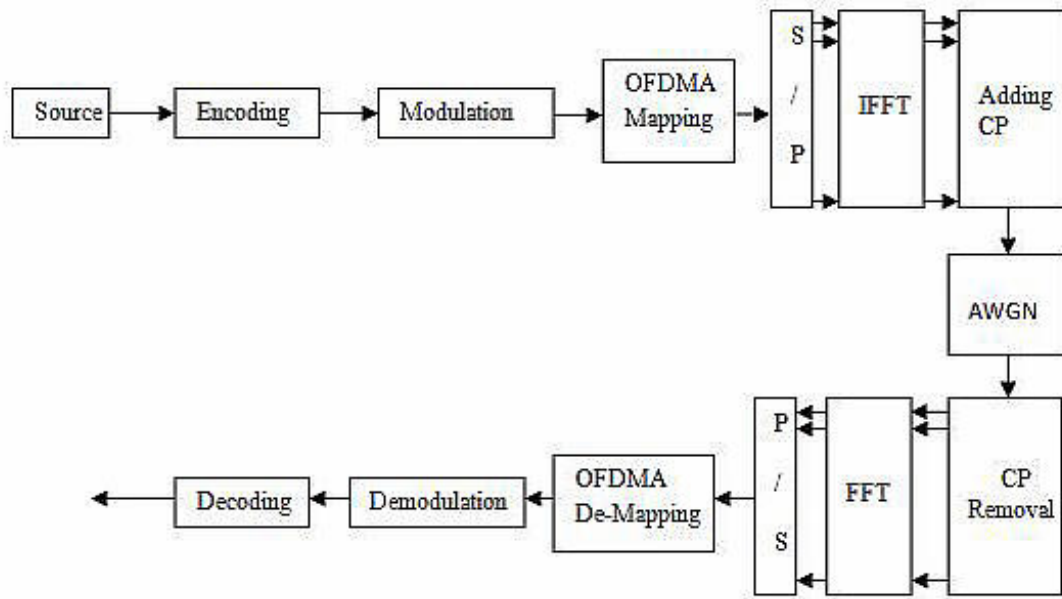 Source
Encoding
Modulation
OFDMA
Mapping
S
/
P
IFFT
Adding
CP
AWGN
CP
Removal
FFT
P
/
S
OFDMA
De-Mapping
Demodulation
Decoding